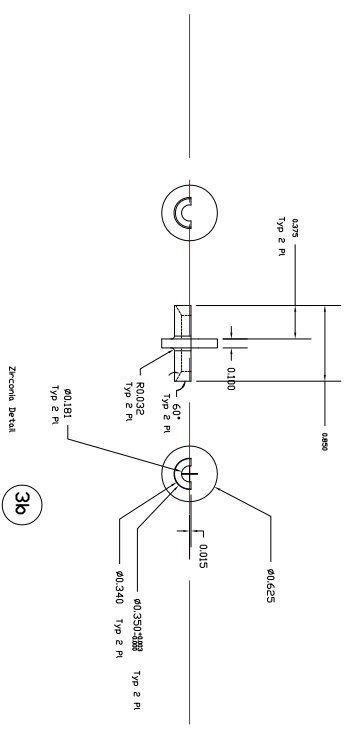 0.850
0.375
Typ 2 Pl
0.100
60°
Typ 2 Pl
R0.032
Typ 2 Pl
Ø0.181
Typ 2 Pl
Ø0.625
0.015
Ø0.350 Typ 2 Pl
Ø0.340 Typ 2 Pl
Zirconia Detail
3b